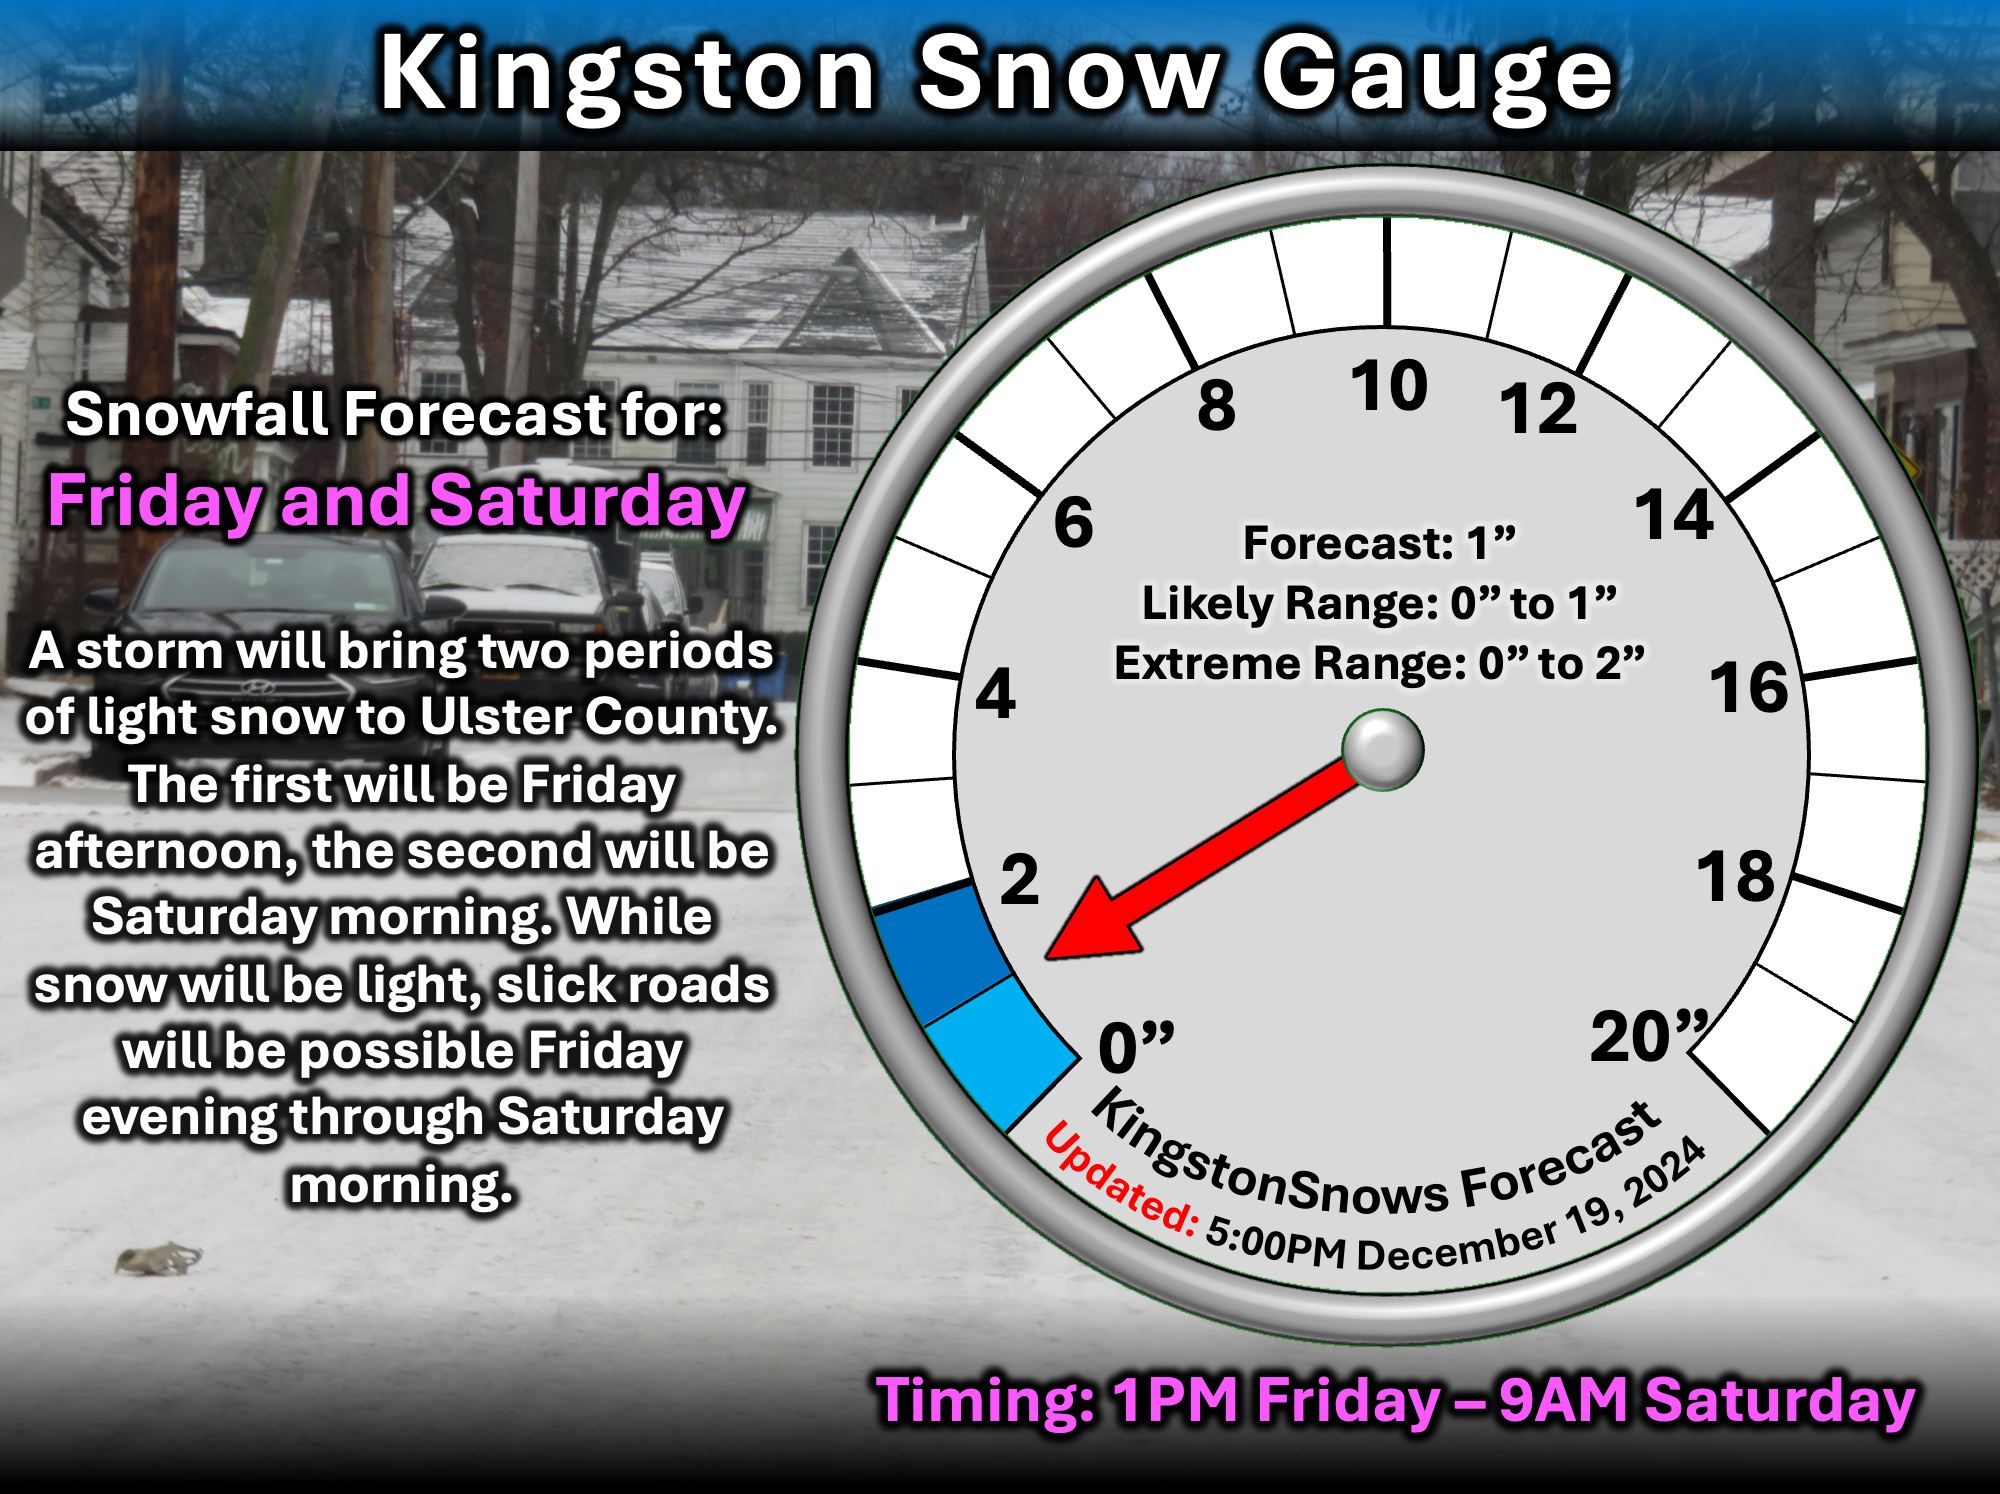 Kingston Snow Gauge
Snowfall Forecast for:
Friday and Saturday
A storm will bring two periods
of light snow to Ulster County.
The first will be Friday
afternoon, the second will be
Saturday morning. While
snow will be light, slick roads
will be possible Friday
evening through Saturday
morning.
0”
2
4
6
8
10
12
14
16
18
20”
Forecast: 1”
Likely Range: 0” to 1”
Extreme Range: 0” to 2”
KingstonSnows Forecast
Updated: 5:00PM December 19, 2024
Timing: 1PM Friday – 9AM Saturday